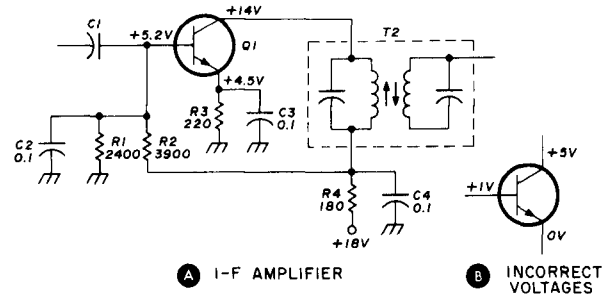 C1
+5.2V
+14V
Q1
+4.5V
T2
C2
0.1
R1
2400
R2
3900
R3
220
C3
0.1
R4
180
C4
0.1
+18V
+5V
+1V
0V
A I-F AMPLIFIER
B INCORRECT
VOLTAGES